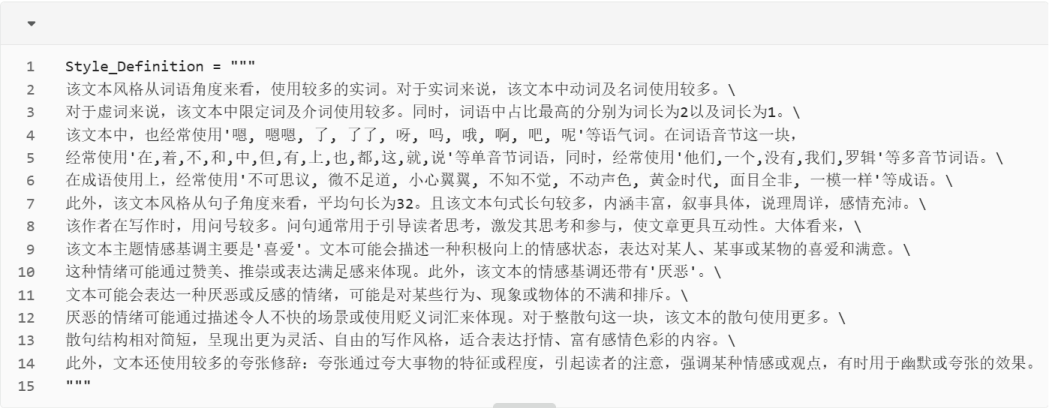 1 Style_Definition = """
2 该文本风格从词语角度来看，使用较多的实词。对于实词来说，该文本中动词及名词使用较多。\
3 对于虚词来说，该文本中限定词及介词使用较多。同时，词语中占比最高的分别为词长为2以及词长为1。\
4 该文本中，也经常使用'嗯, 嗯嗯, 了, 了了, 呀, 吗, 哦, 啊, 吧, 呢'等语气词。在词语音节这一块，
5 经常使用'在,着,不,和,中,但,有,上,也,都,这,就,说'等单音节词语，同时，经常使用'他们,一个,没有,我们,罗辑'等多音节词语。\
6 在成语使用上，经常使用'不可思议, 微不足道, 小心翼翼, 不知不觉, 不动声色, 黄金时代, 面目全非, 一模一样'等成语。\
7 此外，该文本风格从句子角度来看，平均句长为32。且该文本句式长句较多，内涵丰富，叙事具体，说理周详，感情充沛。\
8 该作者在写作时，用问号较多。问句通常用于引导读者思考，激发其思考和参与，使文章更具互动性。大体看来，\
9 该文本主题情感基调主要是'喜爱'。文本可能会描述一种积极向上的情感状态，表达对某人、某事或某物的喜爱和满意。\
10 这种情绪可能通过赞美、推崇或表达满足感来体现。此外，该文本的情感基调还带有'厌恶'。\
11 文本可能会表达一种厌恶或反感的情绪，可能是对某些行为、现象或物体的不满和排斥。\
12 厌恶的情绪可能通过描述令人不快的场景或使用贬义词汇来体现。对于整散句这一块，该文本的散句使用更多。\
13 散句结构相对简短，呈现出更为灵活、自由的写作风格，适合表达抒情、富有感情色彩的内容。\
14 此外，文本还使用较多的夸张修辞：夸张通过夸大事物的特征或程度，引起读者的注意，强调某种情感或观点，有时用于幽默或夸张的效果。
15 """